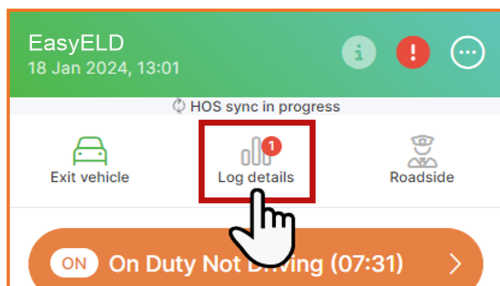 EasyELD
18 Jan 2024, 13:01
HOS sync in progress
1
Exit vehicle
Log details
Roadside
ON On Duty Not Driving (07:31)